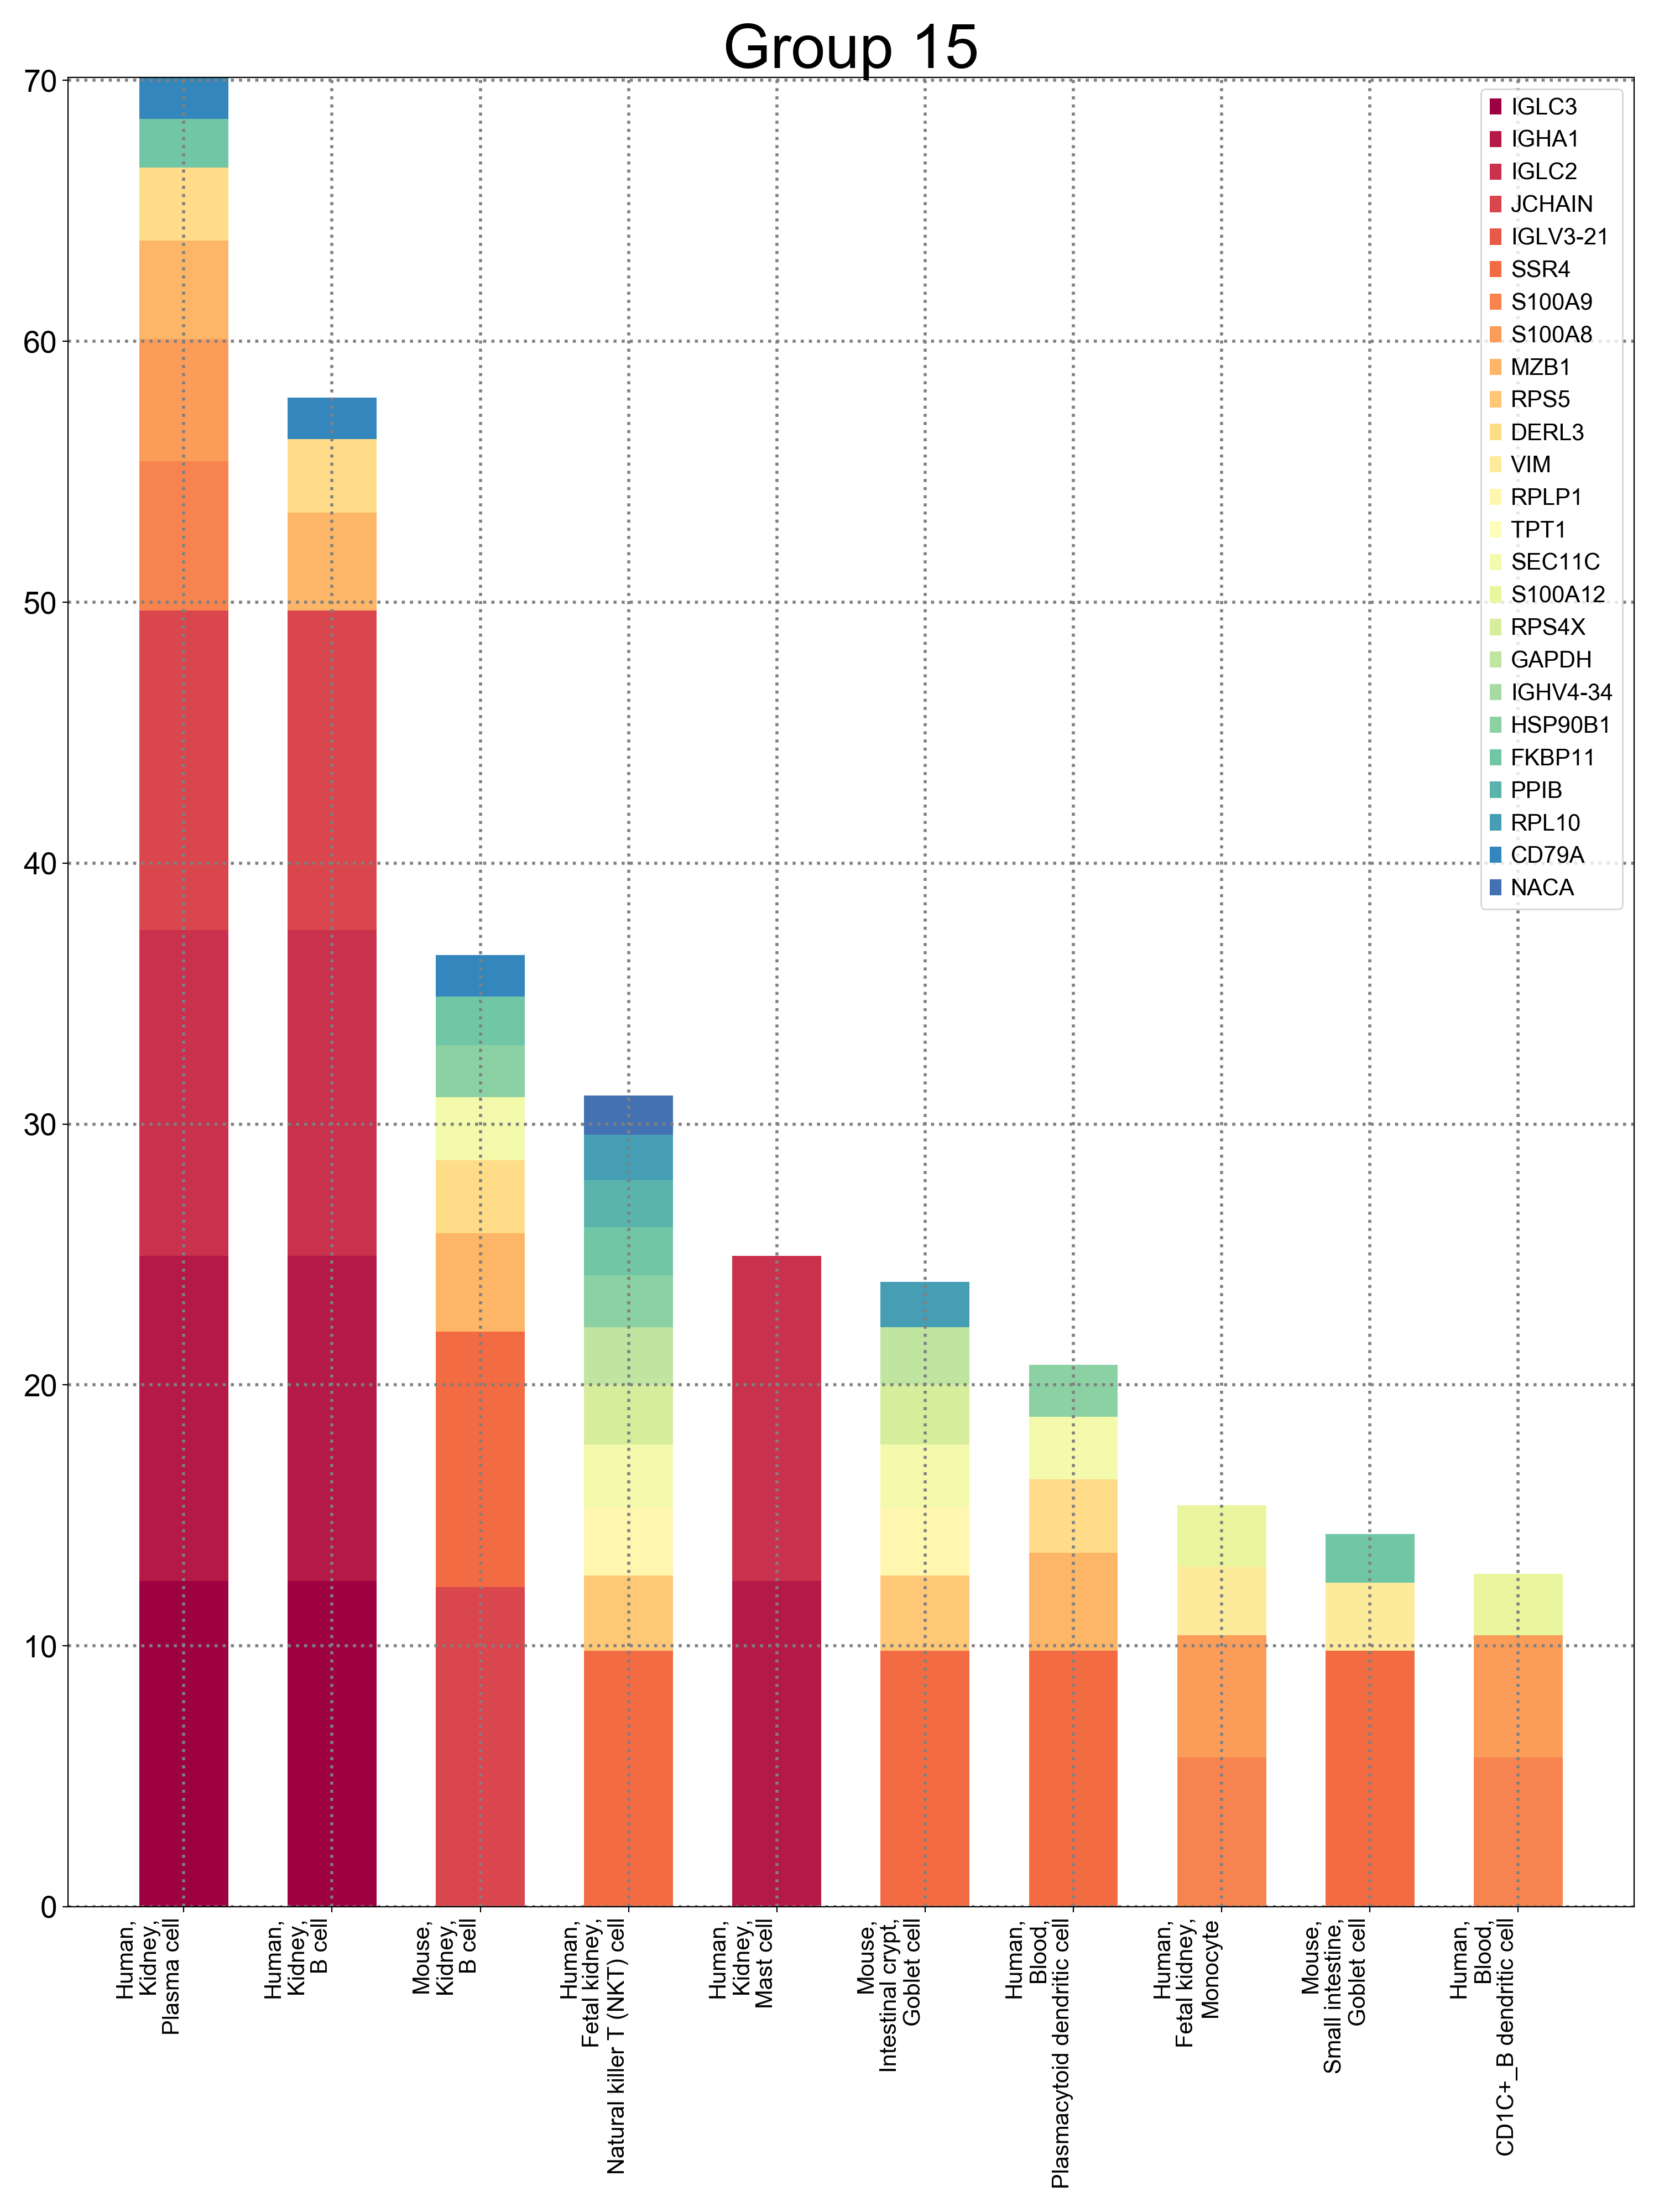 Group 15
70
60
50
40
30
20
10
0
IGLC3
IGHA1
IGLC2
JCHAIN
IGLV3-21
SSR4
S100A9
S100A8
MZB1
RPS5
DERL3
VIM
RPLP1
TPT1
SEC11C
S100A12
RPS4X
GAPDH
IGHV4-34
HSP90B1
FKBP11
PPIB
RPL10
CD79A
NACA
Human,
Kidney,
Plasma cell
Human,
Kidney,
B cell
Mouse,
Kidney,
B cell
Human,
Fetal kidney,
Natural killer T (NKT) cell
Human,
Kidney,
Mast cell
Mouse,
Intestinal crypt,
Goblet cell
Human,
Blood,
Plasmacytoid dendritic cell
Human,
Fetal kidney,
Monocyte
Mouse,
Small intestine,
Goblet cell
Human,
Blood,
CD1C+_B dendritic cell